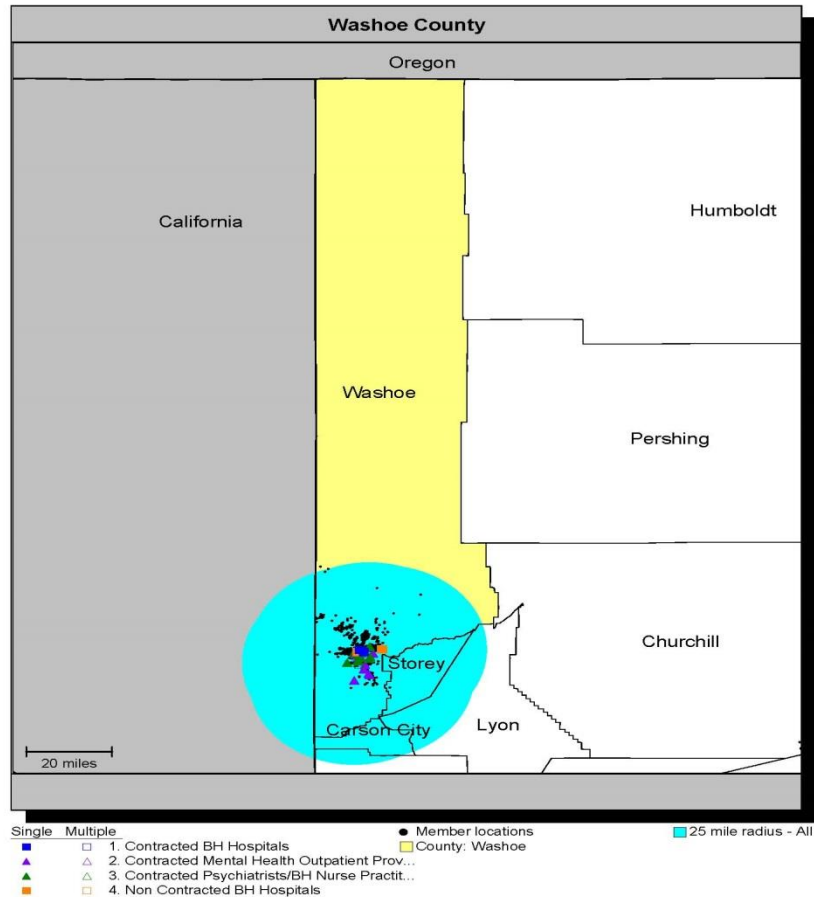 Washoe County
Oregon
California
Humboldt
Washoe
Pershing
Churchill
Storey
Carson City
Lyon
20 miles
Single Multiple
1. Contracted BH Hospitals
2. Contracted Mental Health Outpatient Prov...
3. Contracted Psychiatrists/BH Nurse Practit...
4. Non Contracted BH Hospitals
Member locations
County: Washoe
25 mile radius - All